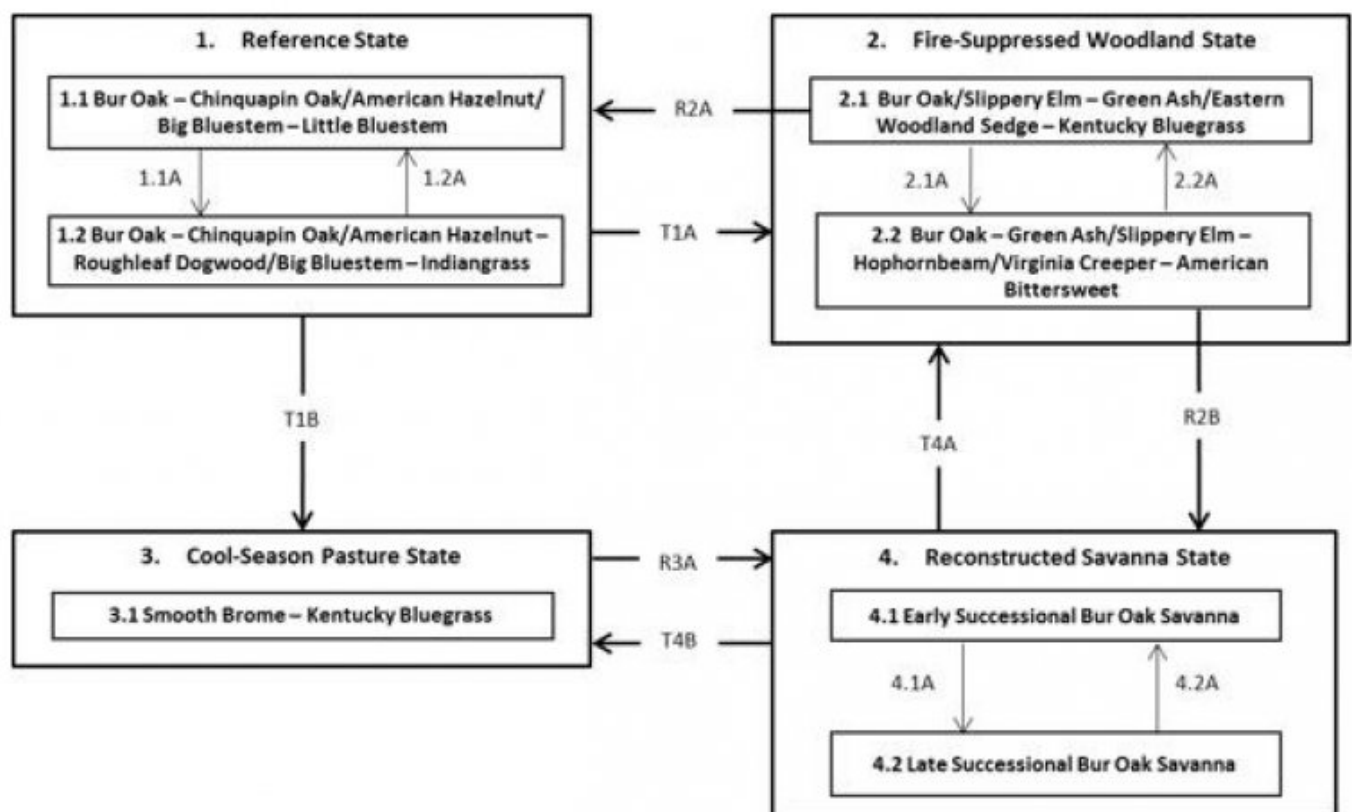 1. Reference State
1.1 Bur Oak – Chinquapin Oak/American Hazelnut/
Big Bluestem – Little Bluestem
1.1A
1.2A
1.2 Bur Oak – Chinquapin Oak/American Hazelnut –
Roughleaf Dogwood/Big Bluestem – Indiangrass
R2A
T1A
2. Fire-Suppressed Woodland State
2.1 Bur Oak/Slippery Elm – Green Ash/Eastern
Woodland Sedge – Kentucky Bluegrass
2.1A
2.2A
2.2 Bur Oak – Green Ash/Slippery Elm –
Hophornbeam/Virginia Creeper – American
Bittersweet
T1B
T4A
R2B
3. Cool-Season Pasture State
3.1 Smooth Brome – Kentucky Bluegrass
R3A
T4B
4. Reconstructed Savanna State
4.1 Early Successional Bur Oak Savanna
4.1A
4.2A
4.2 Late Successional Bur Oak Savanna